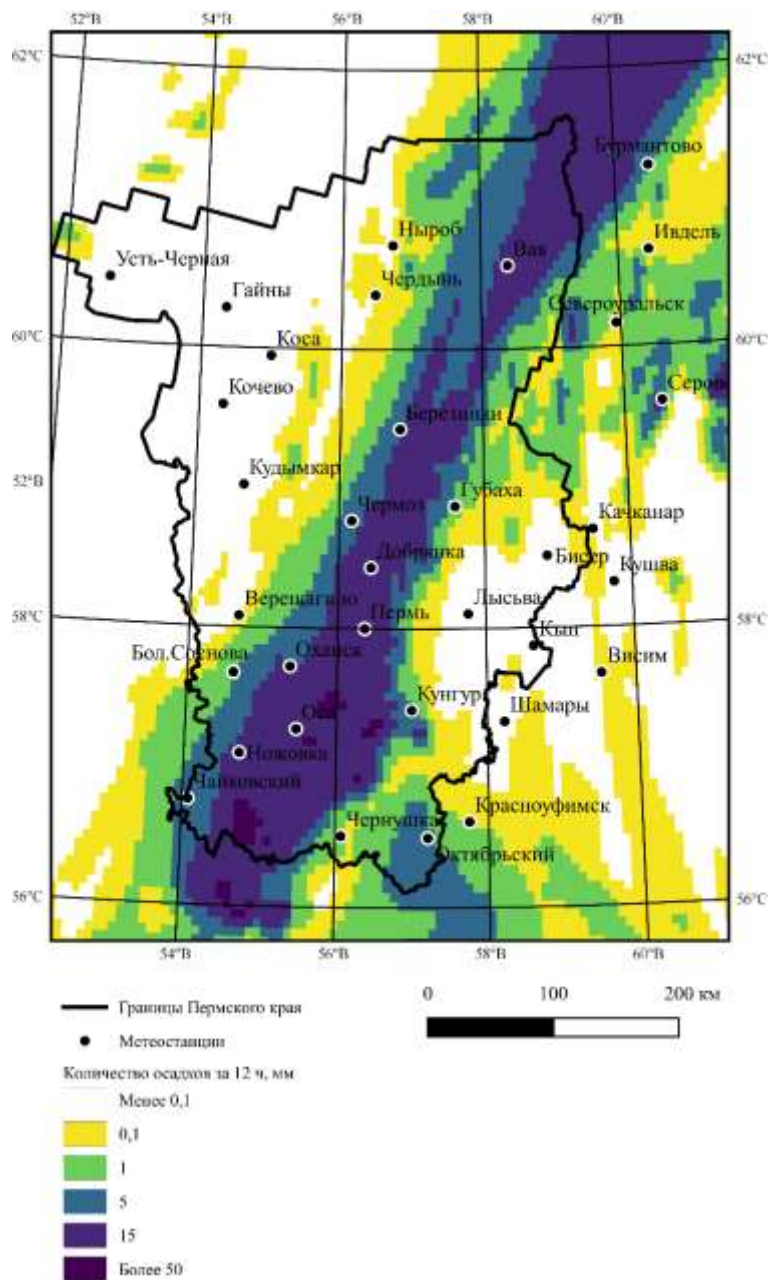 52°В 54°В 56°В 58°В 60°В
62°С 62°С
Бурмантово
Ныроб
Ивдель
Усть-Черная
Вая
Чердынь
Гайны
Североуральск
60°С 60°С
Коса
Серов
Кочево
Березники
52°В
Кудымкар
Губаха
Чермоз
Качканар
Добрянка
Бисер
Кушва
Верещагино
Лысьва
58°С Пермь 58°С
Кын
Бол.Соснова
Оханск
Висим
Кунгур
Шамары
Оса
Ножовка
Чайковский
Чернушка
Красноуфимск
Октябрьский
56°С 56°С
54°В 56°В 58°В 60°В
Границы Пермского края
0 100 200 км
Метеостанции
Количество осадков за 12 ч, мм
Менее 0,1
0,1
1
5
15
Более 50